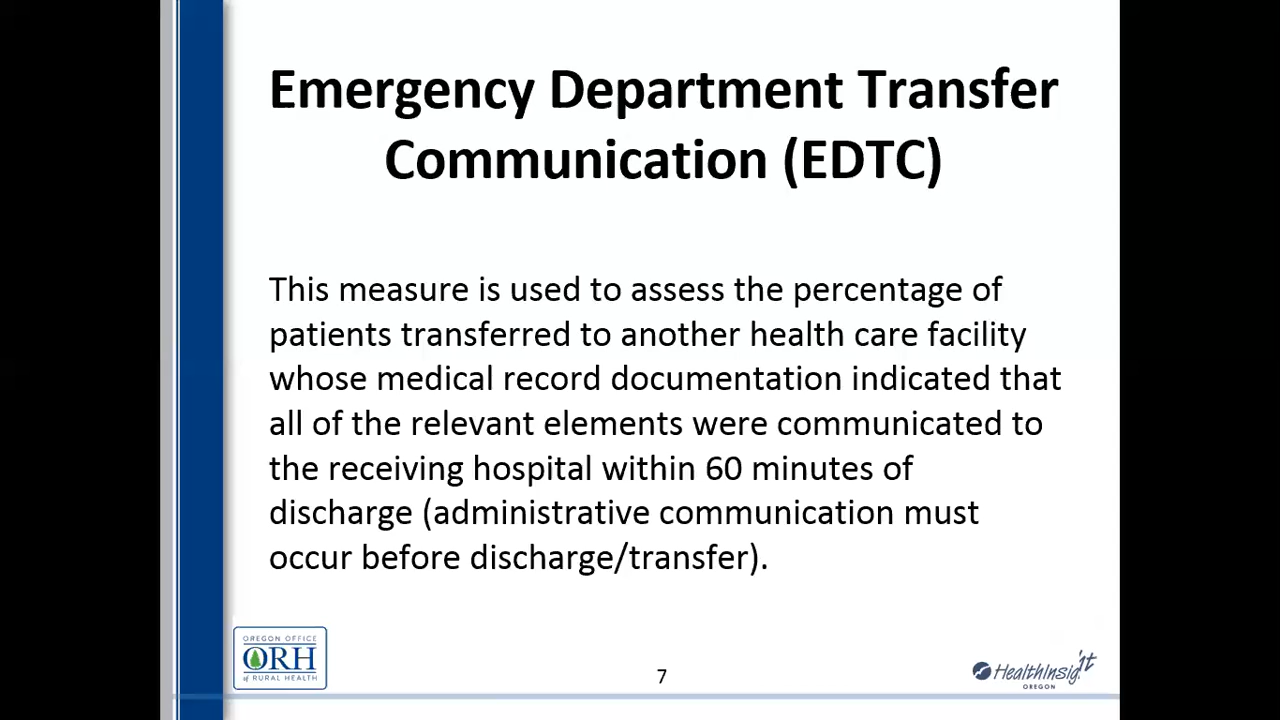 Emergency Department Transfer
Communication (EDTC)
This measure is used to assess the percentage of
patients transferred to another health care facility
whose medical record documentation indicated that
all of the relevant elements were communicated to
the receiving hospital within 60 minutes of
discharge (administrative communication must
occur before discharge/transfer).
OREGON OFFICE
ORH
of RURAL HEALTH
7
HealthInsight
OREGON